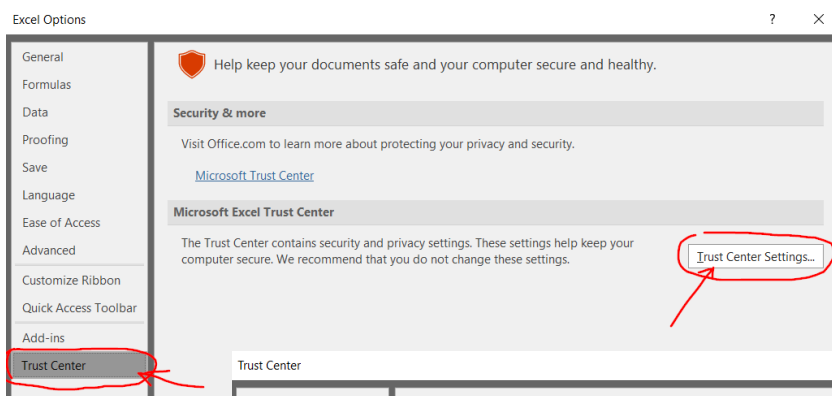 Excel Options ? ×
General
Formulas
Data
Proofing
Save
Language
Ease of Access
Advanced
Customize Ribbon
Quick Access Toolbar
Add-ins
Trust Center
Help keep your documents safe and your computer secure and healthy.
Security & more
Visit Office.com to learn more about protecting your privacy and security.
Microsoft Trust Center
Microsoft Excel Trust Center
The Trust Center contains security and privacy settings. These settings help keep your
computer secure. We recommend that you do not change these settings.
Trust Center Settings...
Trust Center